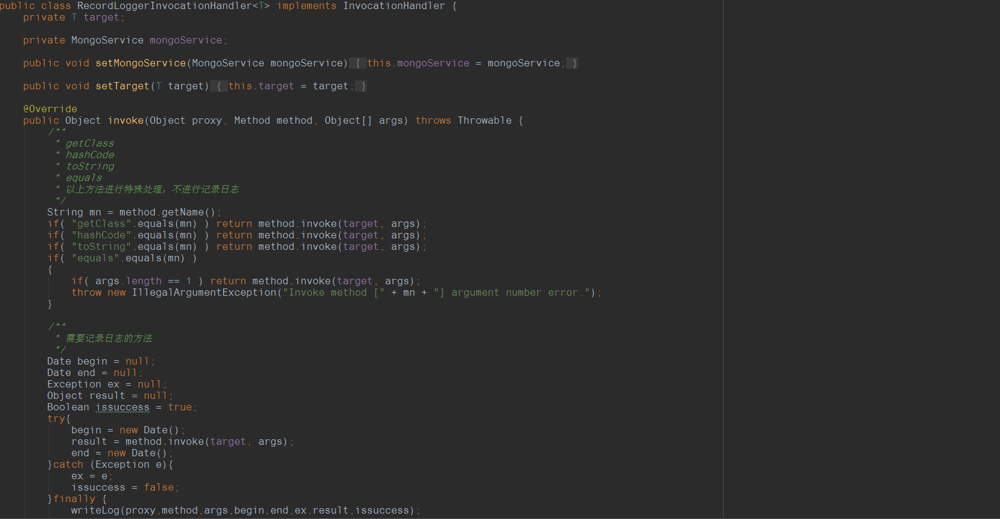 public class RecordLoggerInvocationHandler<T> implements InvocationHandler {
private T target;
private MongoService mongoService;
public void setMongoService(MongoService mongoService) { this.mongoService = mongoService; }
public void setTarget(T target) { this.target = target; }
@Override
public Object invoke(Object proxy, Method method, Object[] args) throws Throwable {
/**
* getClass
* hashCode
* toString
* equals
* 以上方法进行特殊处理，不进行记录日志
*/
String mn = method.getName();
if( "getClass".equals(mn) ) return method.invoke(target, args);
if( "hashCode".equals(mn) ) return method.invoke(target, args);
if( "toString".equals(mn) ) return method.invoke(target, args);
if( "equals".equals(mn) )
{
if( args.length == 1 ) return method.invoke(target, args);
throw new IllegalArgumentException("Invoke method [" + mn + "] argument number error.");
}
/**
* 需要记录日志的方法
*/
Date begin = null;
Date end = null;
Exception ex = null;
Object result = null;
Boolean issuccess = true;
try{
begin = new Date();
result = method.invoke(target, args);
end = new Date();
}catch (Exception e){
ex = e;
issuccess = false;
}finally {
writeLog(proxy,method,args,begin,end,ex,result,issuccess);